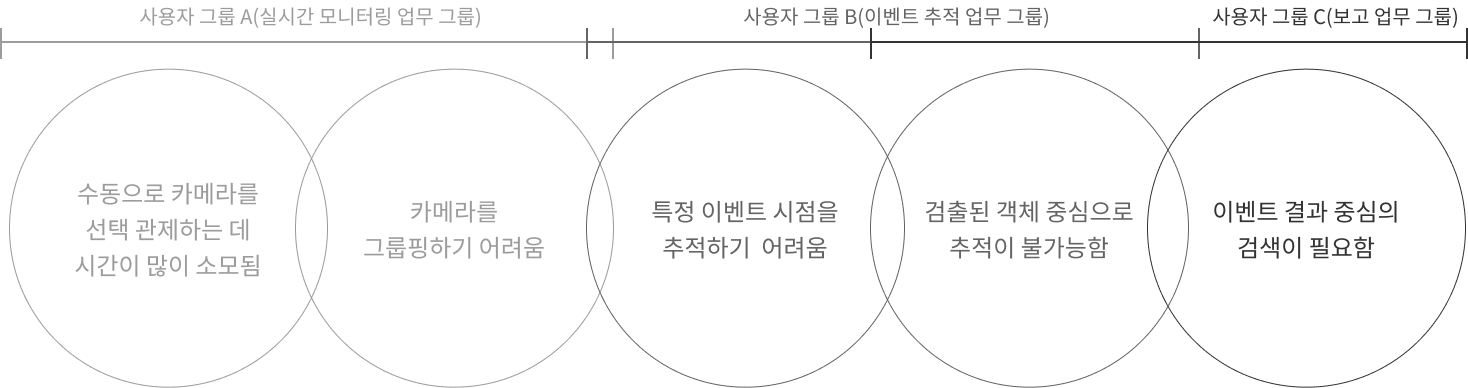 사용자 그룹 A(실시간 모니터링 업무 그룹)
사용자 그룹 B(이벤트 추적 업무 그룹)
사용자 그룹 C(보고 업무 그룹)
수동으로 카메라를
선택 관제하는 데
시간이 많이 소모됨
카메라를
그룹핑하기 어려움
특정 이벤트 시점을
추적하기 어려움
검출된 객체 중심으로
추적이 불가능함
이벤트 결과 중심의
검색이 필요함